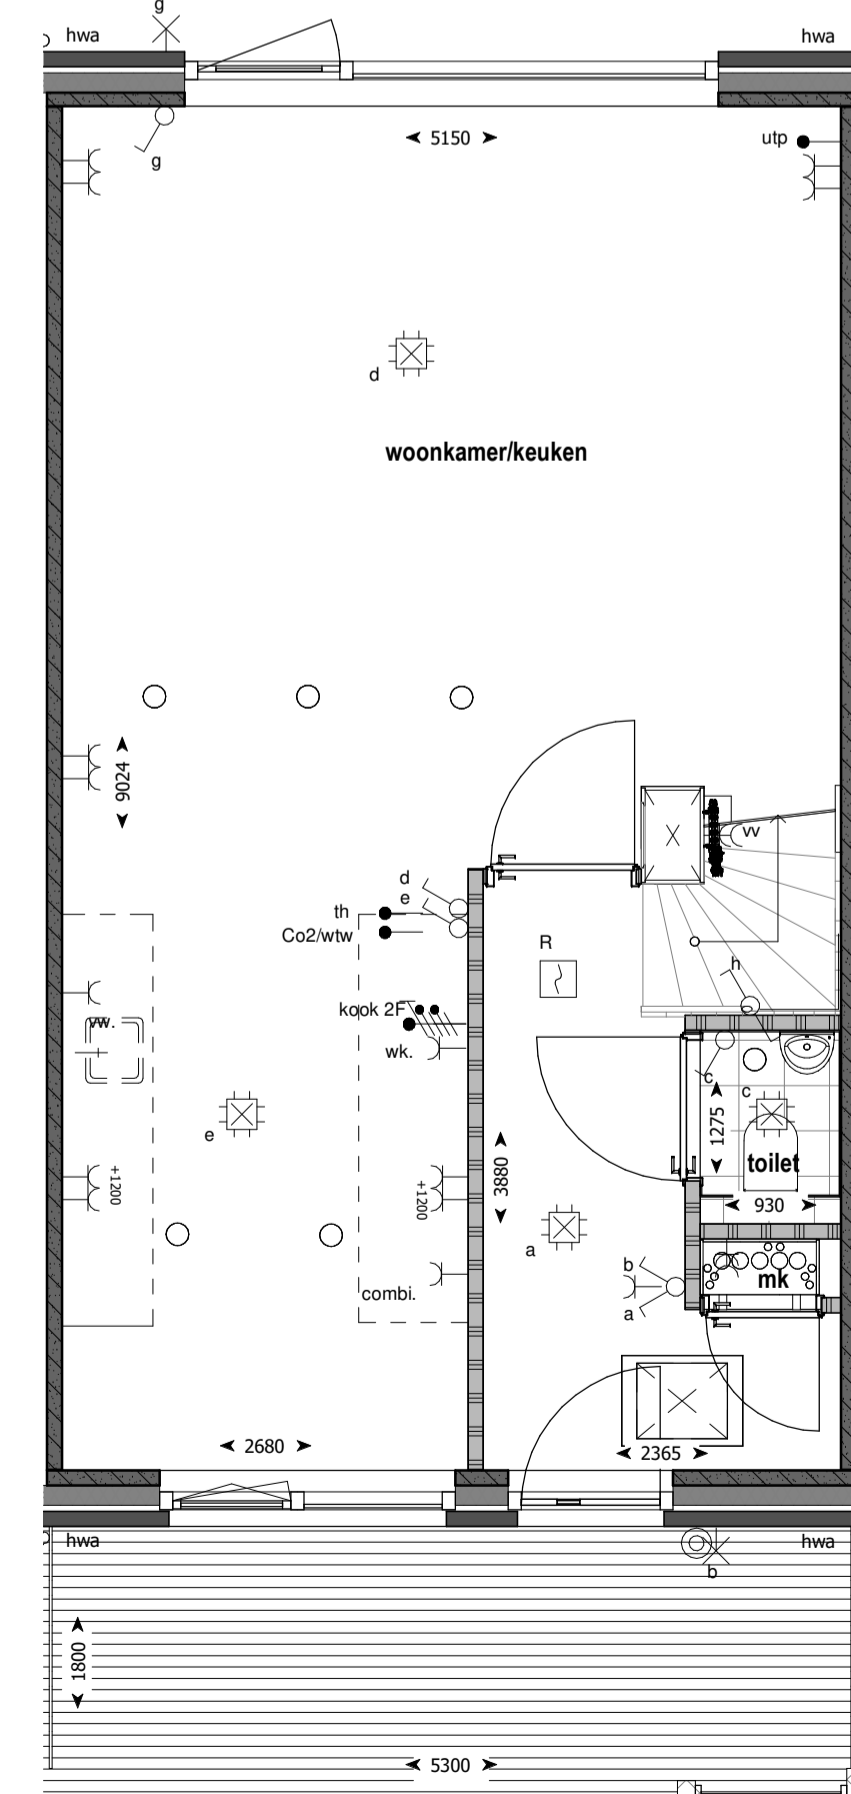 g
hwa
hwa
5150
utp
g
d
woonkamer/keuken
9024
vv
d
e
th
Co2/wtw
R
h
kook 2F
vw.
wk.
c
c
1275
e
toilet
3880
+1200
+1200
930
a
b
mk
combi.
a
2680
2365
hwa
hwa
b
1800
5300